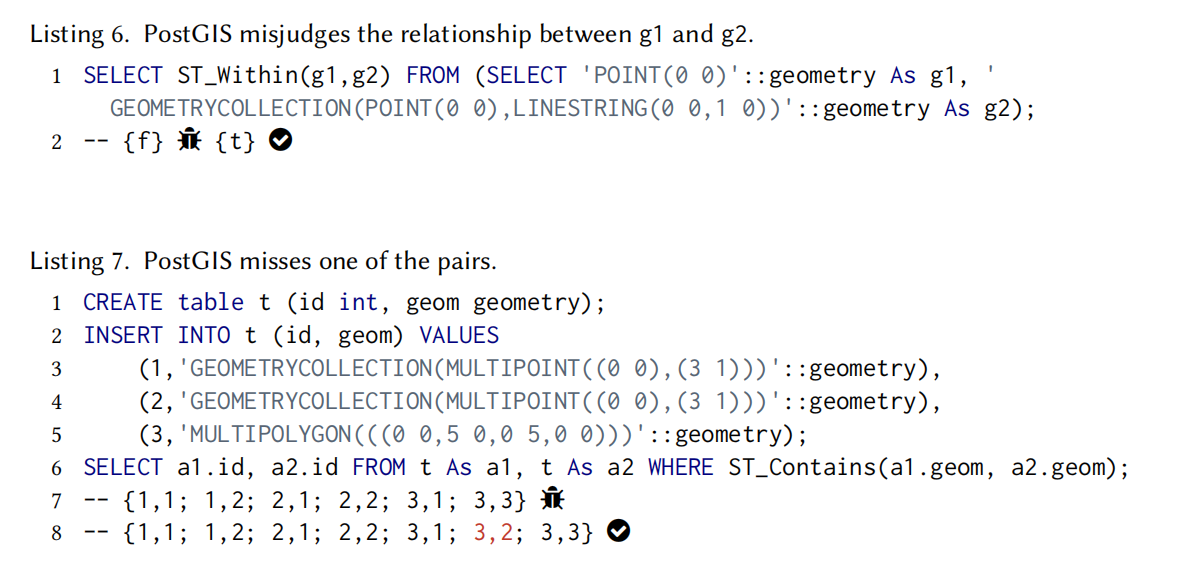 Listing 6. PostGIS misjudges the relationship between g1 and g2.
1 SELECT ST_Within(g1,g2) FROM (SELECT 'POINT(0 0)'::geometry As g1, '
GEOMETRYCOLLECTION(POINT(0 0),LINESTRING(0 0,1 0))'::geometry As g2);
2 -- {f} {t}
Listing 7. PostGIS misses one of the pairs.
1 CREATE table t (id int, geom geometry);
2 INSERT INTO t (id, geom) VALUES
3 (1,'GEOMETRYCOLLECTION(MULTIPOINT((0 0),(3 1)))'::geometry),
4 (2,'GEOMETRYCOLLECTION(MULTIPOINT((0 0),(3 1)))'::geometry),
5 (3,'MULTIPOLYGON(((0 0,5 0,0 5,0 0)))'::geometry);
6 SELECT a1.id, a2.id FROM t As a1, t As a2 WHERE ST_Contains(a1.geom, a2.geom);
7 -- {1,1; 1,2; 2,1; 2,2; 3,1; 3,3}
8 -- {1,1; 1,2; 2,1; 2,2; 3,1; 3,2; 3,3}